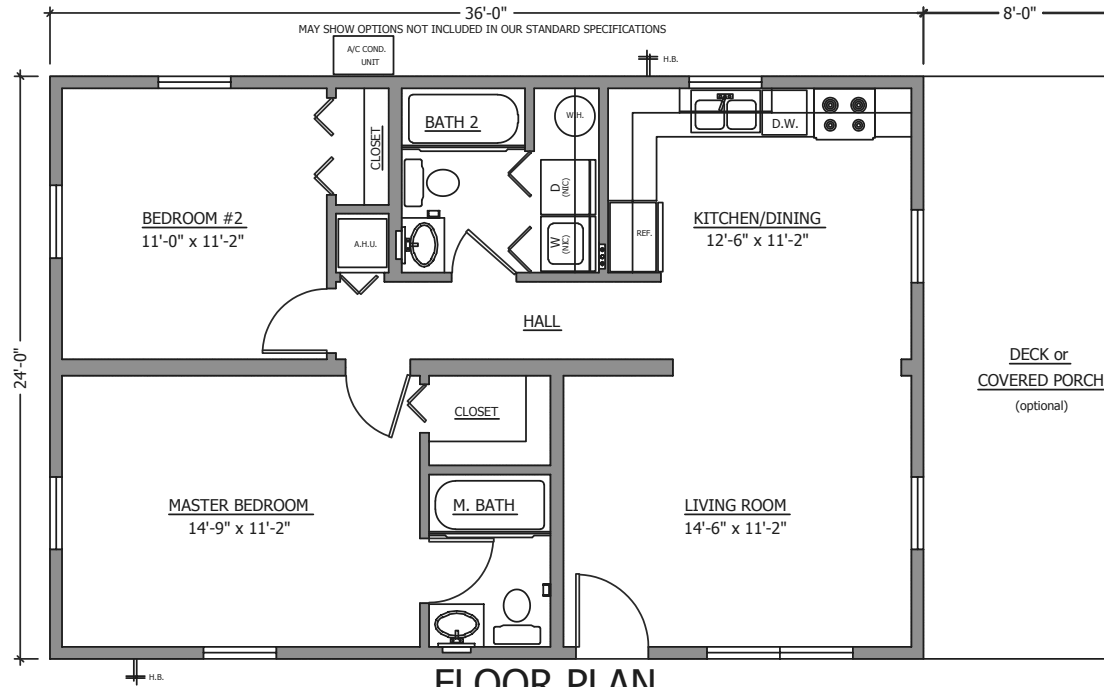 36'-0"
8'-0"
MAY SHOW OPTIONS NOT INCLUDED IN OUR STANDARD SPECIFICATIONS
A/C COND.
UNIT
H.B.
BATH 2
W.H.
CLOSET
D.W.
D
(NIC)
BEDROOM #2
11'-0" x 11'-2"
A.H.U.
W
(NIC)
REF.
KITCHEN/DINING
12'-6" x 11'-2"
HALL
24'-0"
DECK or
COVERED PORCH
(optional)
CLOSET
MASTER BEDROOM
14'-9" x 11'-2"
M. BATH
LIVING ROOM
14'-6" x 11'-2"
H.B.
FLOOR PLAN